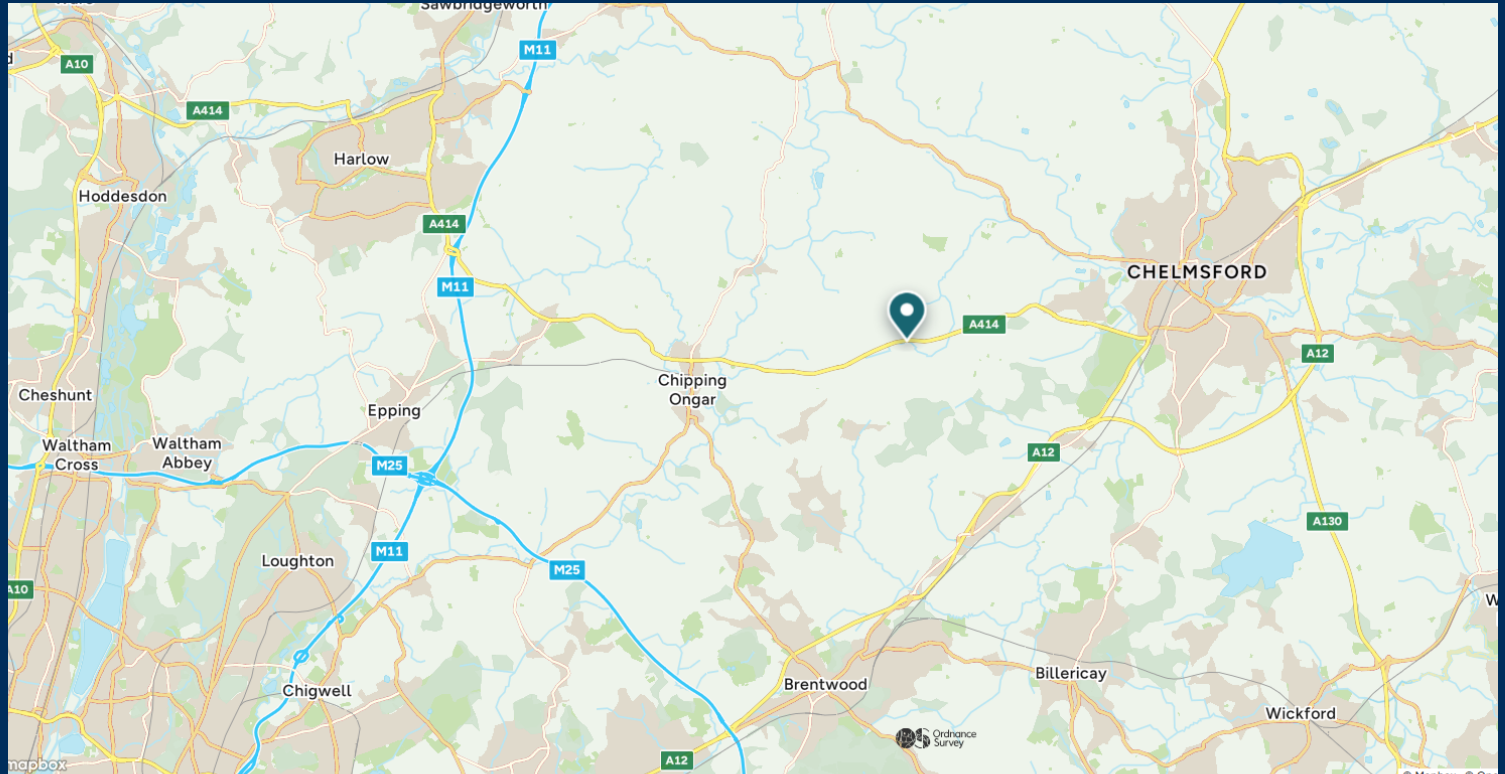 Sawbridgeworth
M11
A10
A414
Harlow
Hoddesdon
A414
CHELMSFORD
M11
A414
A12
Chipping
Ongar
Cheshunt
Epping
Waltham
Cross
Waltham
Abbey
M25
A12
A130
M11
Loughton
M25
A10
W
Billericay
Brentwood
Chigwell
Wickford
Ordnance
Survey
A12
mapbox